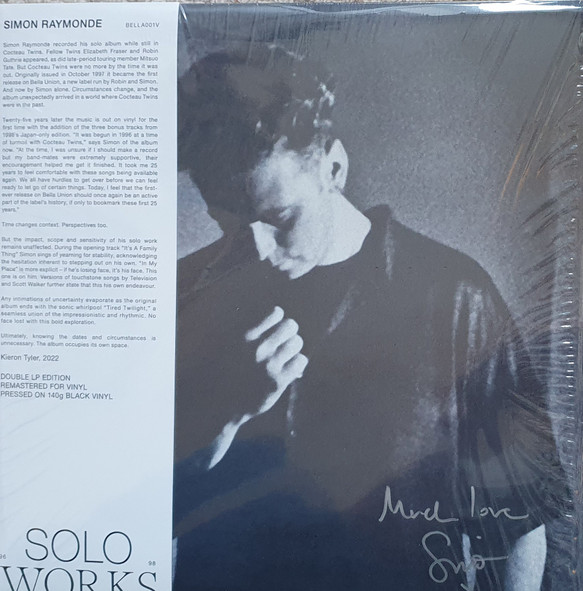 SIMON RAYMONDE
BELLA001V
Simon Raymonde recorded his solo album while still in
Cocteau Twins. Fellow Twins Elizabeth Fraser and Robin
Guthrie appeared, as did late-period touring member Mitsuo
Tate. But Cocteau Twins were no more by the time it was
out. Originally issued in October 1997 it became the first
release on Bella Union, a new label run by Robin and Simon.
And now by Simon alone. Circumstances change, and the
album unexpectedly arrived in a world where Cocteau Twins
were in the past.
Twenty-five years later the music is out on vinyl for the
first time with the addition of the three bonus tracks from
1998's Japan-only edition. "It was begun in 1996 at a time
of turmoil with Cocteau Twins," says Simon of the album
now. "At the time, I was unsure if I should make a record
but my band-mates were extremely supportive, their
encouragement helped me get it finished. It took me 25
years to feel comfortable with these songs being available
again. We all have hurdles to get over before we can feel
ready to let go of certain things. Today, I feel that the first-
ever release on Bella Union should once again be an active
part of the label's history, if only to bookmark these first 25
years."
Time changes context. Perspectives too.
But the impact, scope and sensitivity of his solo work
remains unaffected. During the opening track "It's A Family
Thing" Simon sings of yearning for stability, acknowledging
the hesitation inherent to stepping out on his own. "In My
Place" is more explicit – if he's losing face, it's his face. This
one is on him. Versions of touchstone songs by Television
and Scott Walker further state that this his own endeavour.
Any intimations of uncertainty evaporate as the original
album ends with the sonic whirlpool "Tired Twilight," a
seamless union of the impressionistic and rhythmic. No
face lost with this bold exploration.
Ultimately, knowing the dates and circumstances is
unnecessary. The album occupies its own space.
Kieron Tyler, 2022
DOUBLE LP EDITION
REMASTERED FOR VINYL
PRESSED ON 140g BLACK VINYL
Much love
Simon
SOLO
96 98
WORKS